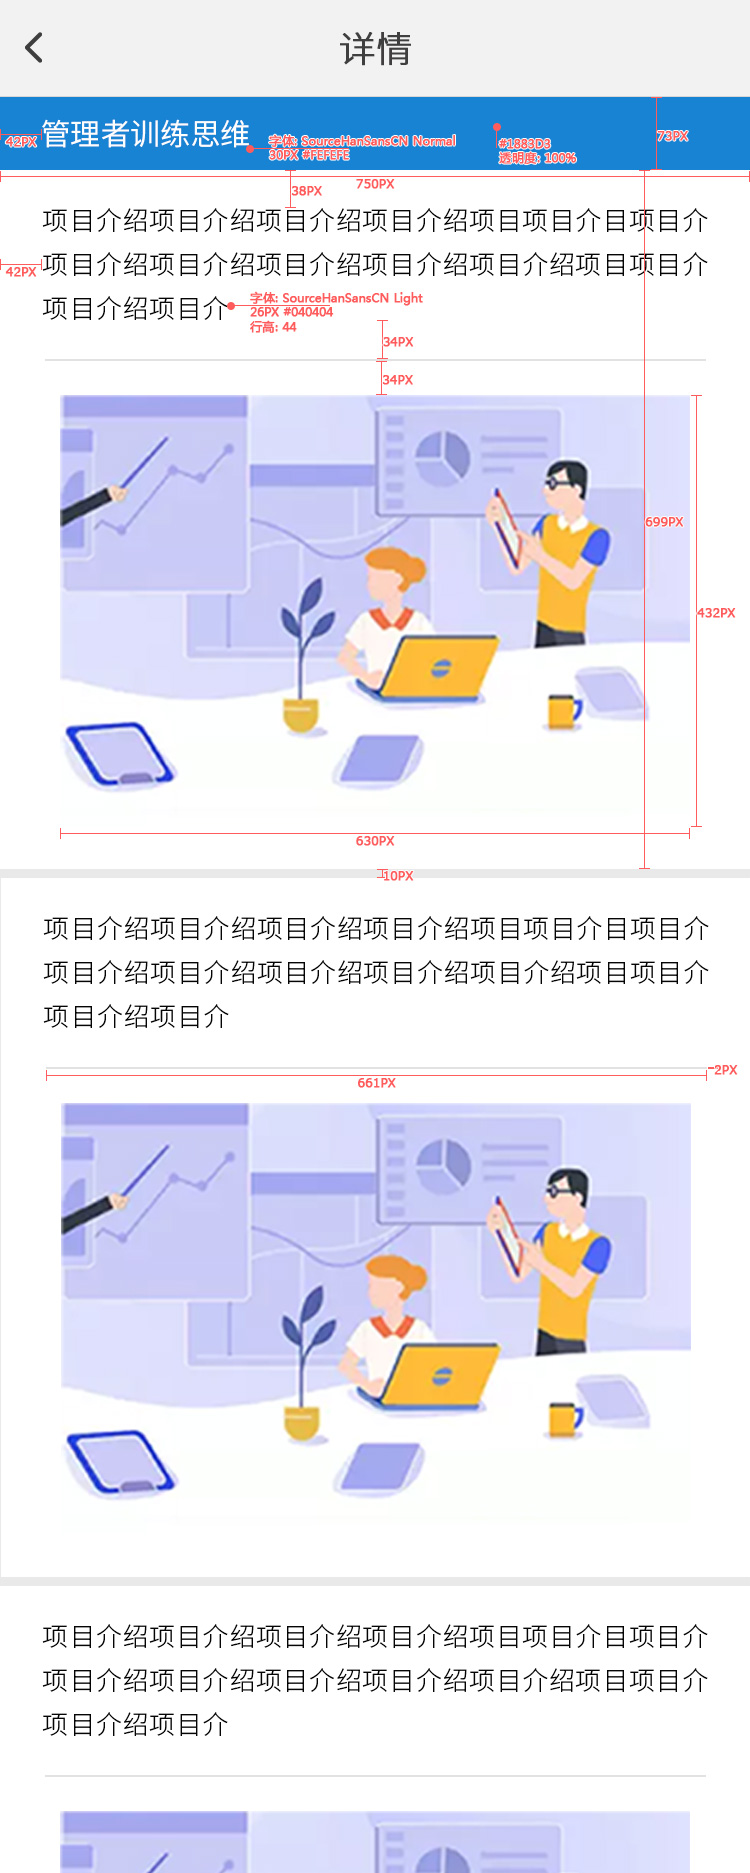 详情
管理者训练思维
42PX
字体: SourceHanSansCN Normal
30PX #FEFEFE
#1883D3
透明度: 100%
73PX
750PX
38PX
项目介绍项目介绍项目介绍项目介绍项目项目介目项目介
42PX
项目介绍项目介绍项目介绍项目介绍项目介绍项目项目介
项目介绍项目介
字体: SourceHanSansCN Light
26PX #040404
行高: 44
34PX
34PX
699PX
432PX
630PX
10PX
项目介绍项目介绍项目介绍项目介绍项目项目介目项目介
项目介绍项目介绍项目介绍项目介绍项目介绍项目项目介
项目介绍项目介
2PX
661PX
项目介绍项目介绍项目介绍项目介绍项目项目介目项目介
项目介绍项目介绍项目介绍项目介绍项目介绍项目项目介
项目介绍项目介